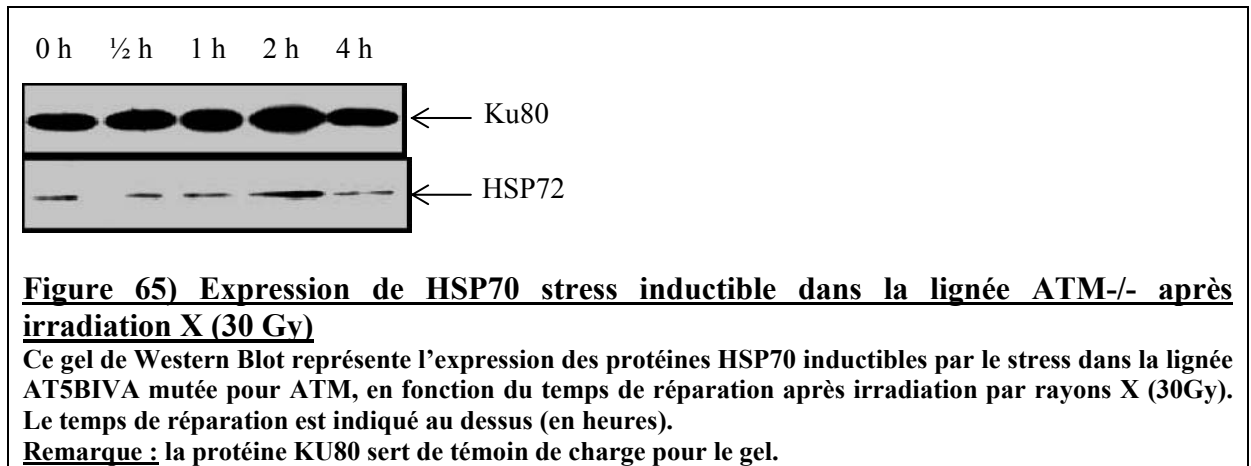 0 h ½ h 1 h 2 h 4 h
Ku80
HSP72
Figure 65) Expression de HSP70 stress inductible dans la lignée ATM-/- après
irradiation X (30 Gy)
Ce gel de Western Blot représente l'expression des protéines HSP70 inductibles par le stress dans la lignée
AT5BIVA mutée pour ATM, en fonction du temps de réparation après irradiation par rayons X (30Gy).
Le temps de réparation est indiqué au dessus (en heures).
Remarque : la protéine KU80 sert de témoin de charge pour le gel.